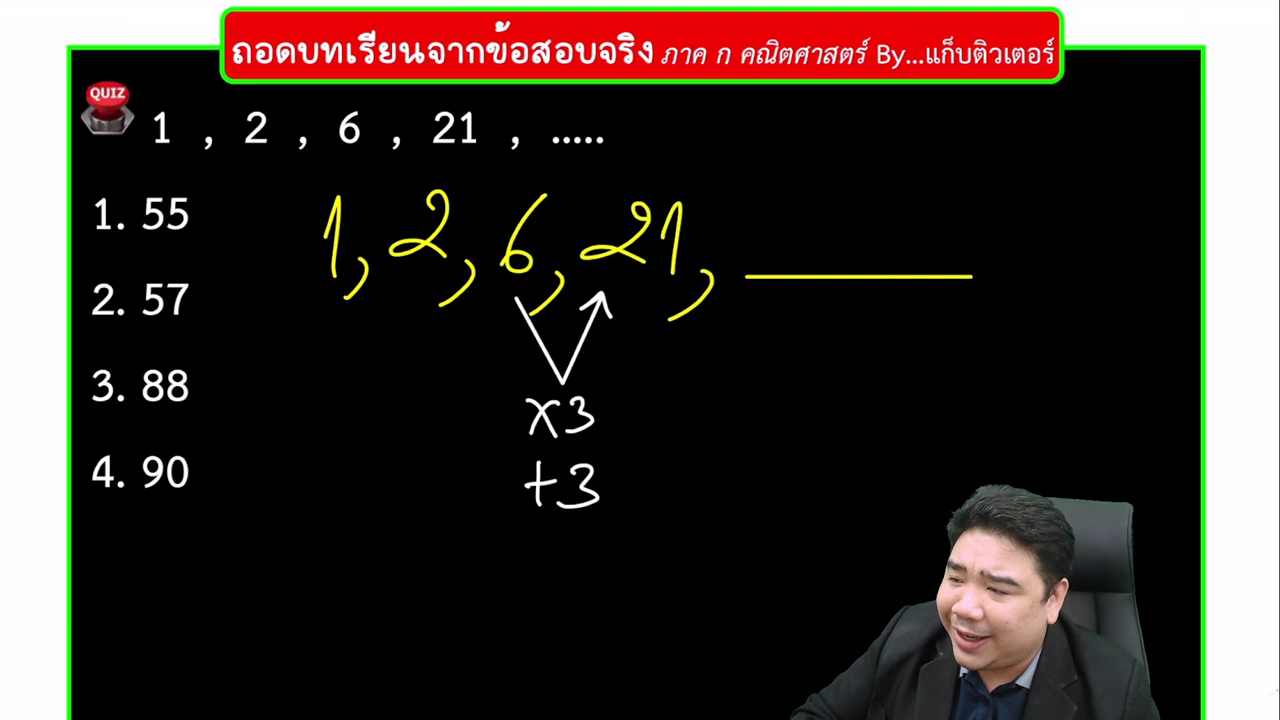 ถอดบทเรียนจากข้อสอบจริง ภาค ก คณิตศาสตร์ By...แก็บติวเตอร์
QUIZ
1 , 2 , 6 , 21 , .....
1. 55
2. 57
3. 88
4. 90
1, 2, 6, 21, ______
x3
+3